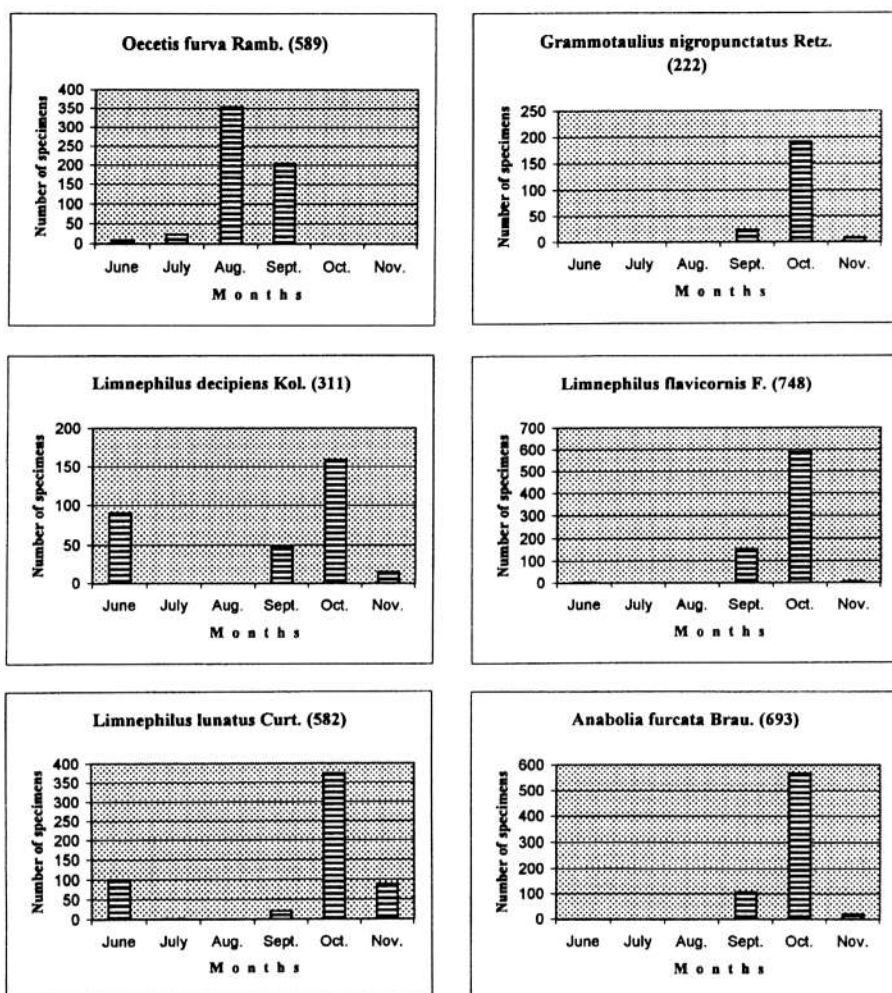 Oecetis furva Ramb. (589)
Number of specimens
400
350
300
250
200
150
100
50
0
June July Aug. Sept. Oct. Nov.
Months
Grammotaulius nigropunctatus Retz.
(222)
Number of specimens
250
200
150
100
50
0
June July Aug. Sept. Oct. Nov.
Months
Limnephilus decipiens Kol. (311)
Number of specimens
200
150
100
50
0
June July Aug. Sept. Oct. Nov.
Months
Limnephilus flavicornis F. (748)
Number of specimens
700
600
500
400
300
200
100
0
June July Aug. Sept. Oct. Nov.
Months
Limnephilus lunatus Curt. (582)
Number of specimens
400
350
300
250
200
150
100
50
0
June July Aug. Sept. Oct. Nov.
Months
Anabolia furcata Brau. (693)
Number of specimens
600
500
400
300
200
100
0
June July Aug. Sept. Oct. Nov.
Months